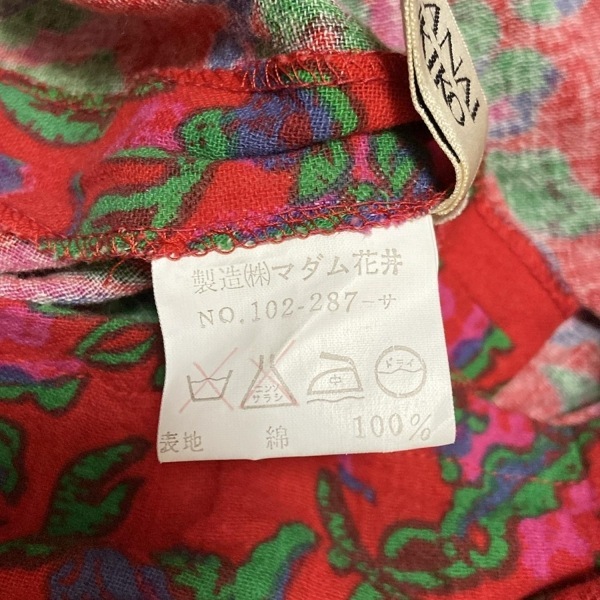 製造㈱マダム花井
NO.102-287-サ
エンソ
サラシ
中
ドライ
表地 綿 100%